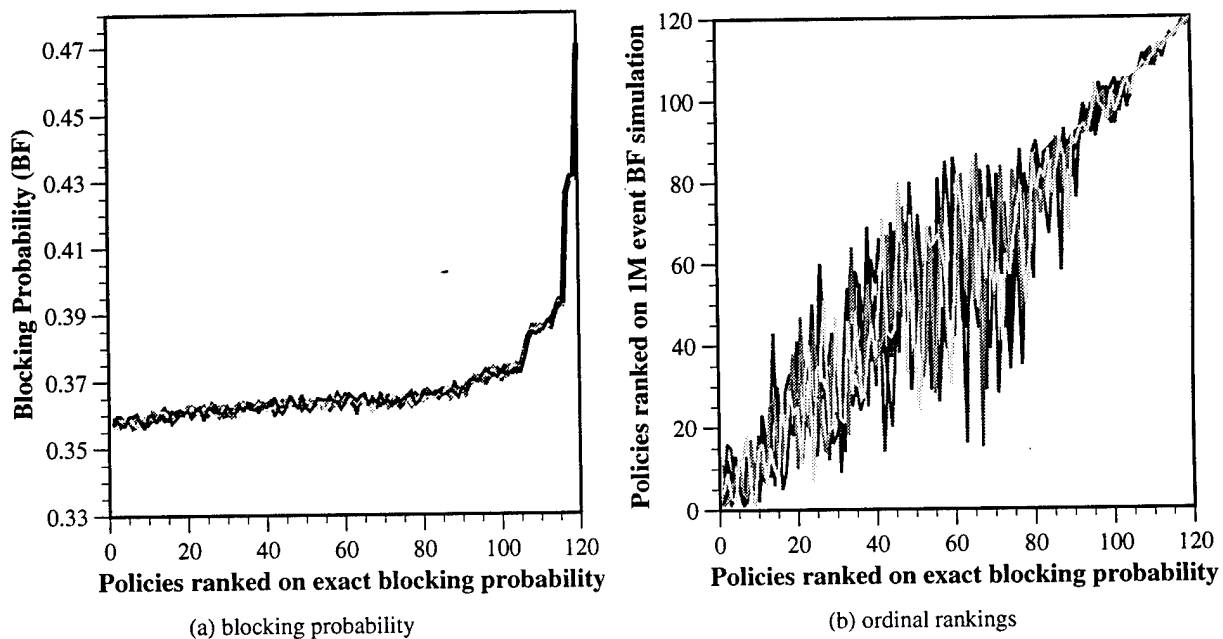 Blocking Probability (BF)
0.47
0.45
0.43
0.41
0.39
0.37
0.35
0.33
0 20 40 60 80 100 120
Policies ranked on exact blocking probability
(a) blocking probability
Policies ranked on 1M event BF simulation
120
100
80
60
40
20
0
0 20 40 60 80 100 120
Policies ranked on exact blocking probability
(b) ordinal rankings